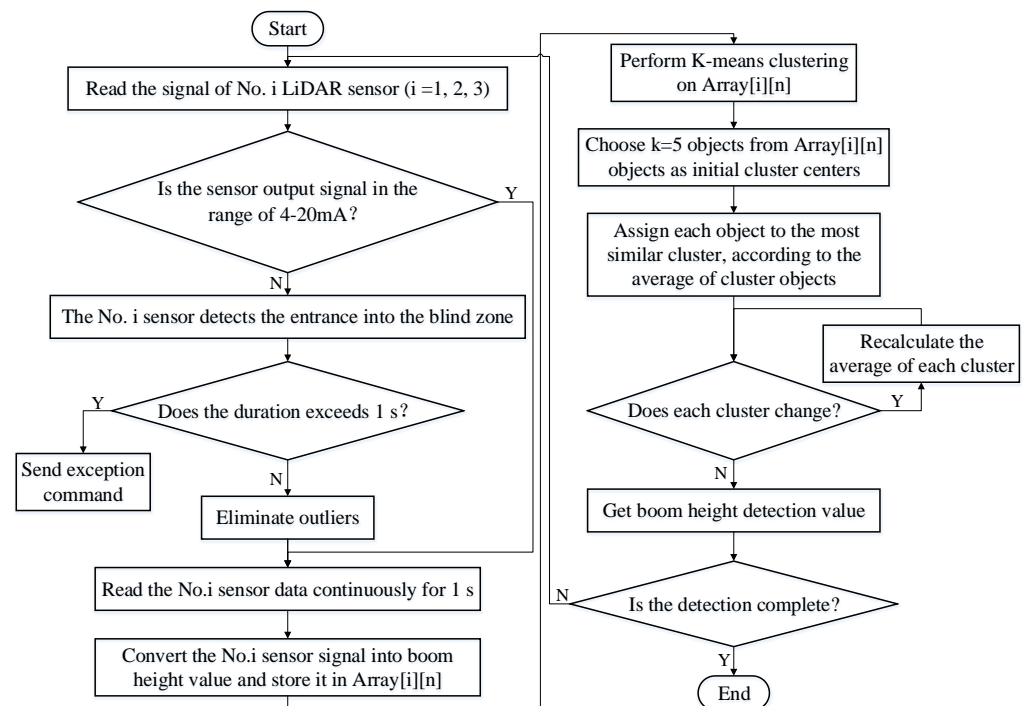 Start
Read the signal of No. i LiDAR sensor (i =1, 2, 3)
Is the sensor output signal in the
range of 4-20mA?
Y
N
The No. i sensor detects the entrance into the blind zone
Does the duration exceeds 1 s?
Y
Send exception
command
N
Eliminate outliers
Read the No.i sensor data continuously for 1 s
Convert the No.i sensor signal into boom
height value and store it in Array[i][n]
Perform K-means clustering
on Array[i][n]
Choose k=5 objects from Array[i][n]
objects as initial cluster centers
Assign each object to the most
similar cluster, according to the
average of cluster objects
Recalculate the
average of each cluster
Does each cluster change?
Y
N
Get boom height detection value
Is the detection complete?
N
Y
End